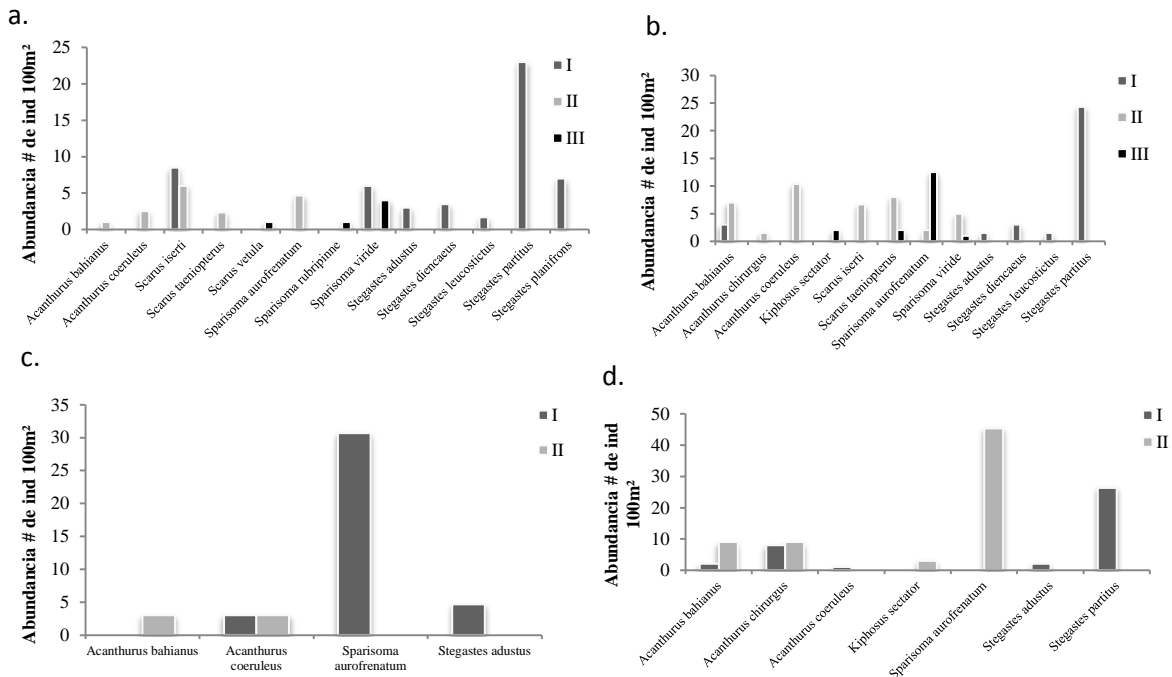 a.
Abundancia # de ind 100m²
25
20
15
10
5
0
I
II
III
Acanthurus bahianus
Acanthurus coeruleus
Scarus iserti
Scarus taeniopterus
Scarus vetula
Sparisoma aurofrenatum
Sparisoma rubripinne
Sparisoma viride
Stegastes adustus
Stegastes diencaeus
Stegastes leucostictus
Stegastes partitus
Stegastes planifrons
b.
Abundancia # de ind 100m²
30
25
20
15
10
5
0
I
II
III
Acanthurus bahianus
Acanthurus chirurgus
Acanthurus coeruleus
Kiphosus sectator
Scarus iserti
Scarus taeniopterus
Sparisoma aurofrenatum
Sparisoma viride
Stegastes adustus
Stegastes diencaeus
Stegastes leucostictus
Stegastes partitus
c.
Abundancia # de ind 100m²
35
30
25
20
15
10
5
0
I
II
Acanthurus bahianus
Acanthurus
coeruleus
Sparisoma
aurofrenatum
Stegastes adustus
d.
Abundancia # de ind
100m²
50
40
30
20
10
0
I
II
Acanthurus bahianus
Acanthurus chirurgus
Acanthurus coeruleus
Kiphosus sectator
Sparisoma aurofrenatum
Stegastes adustus
Stegastes partitus